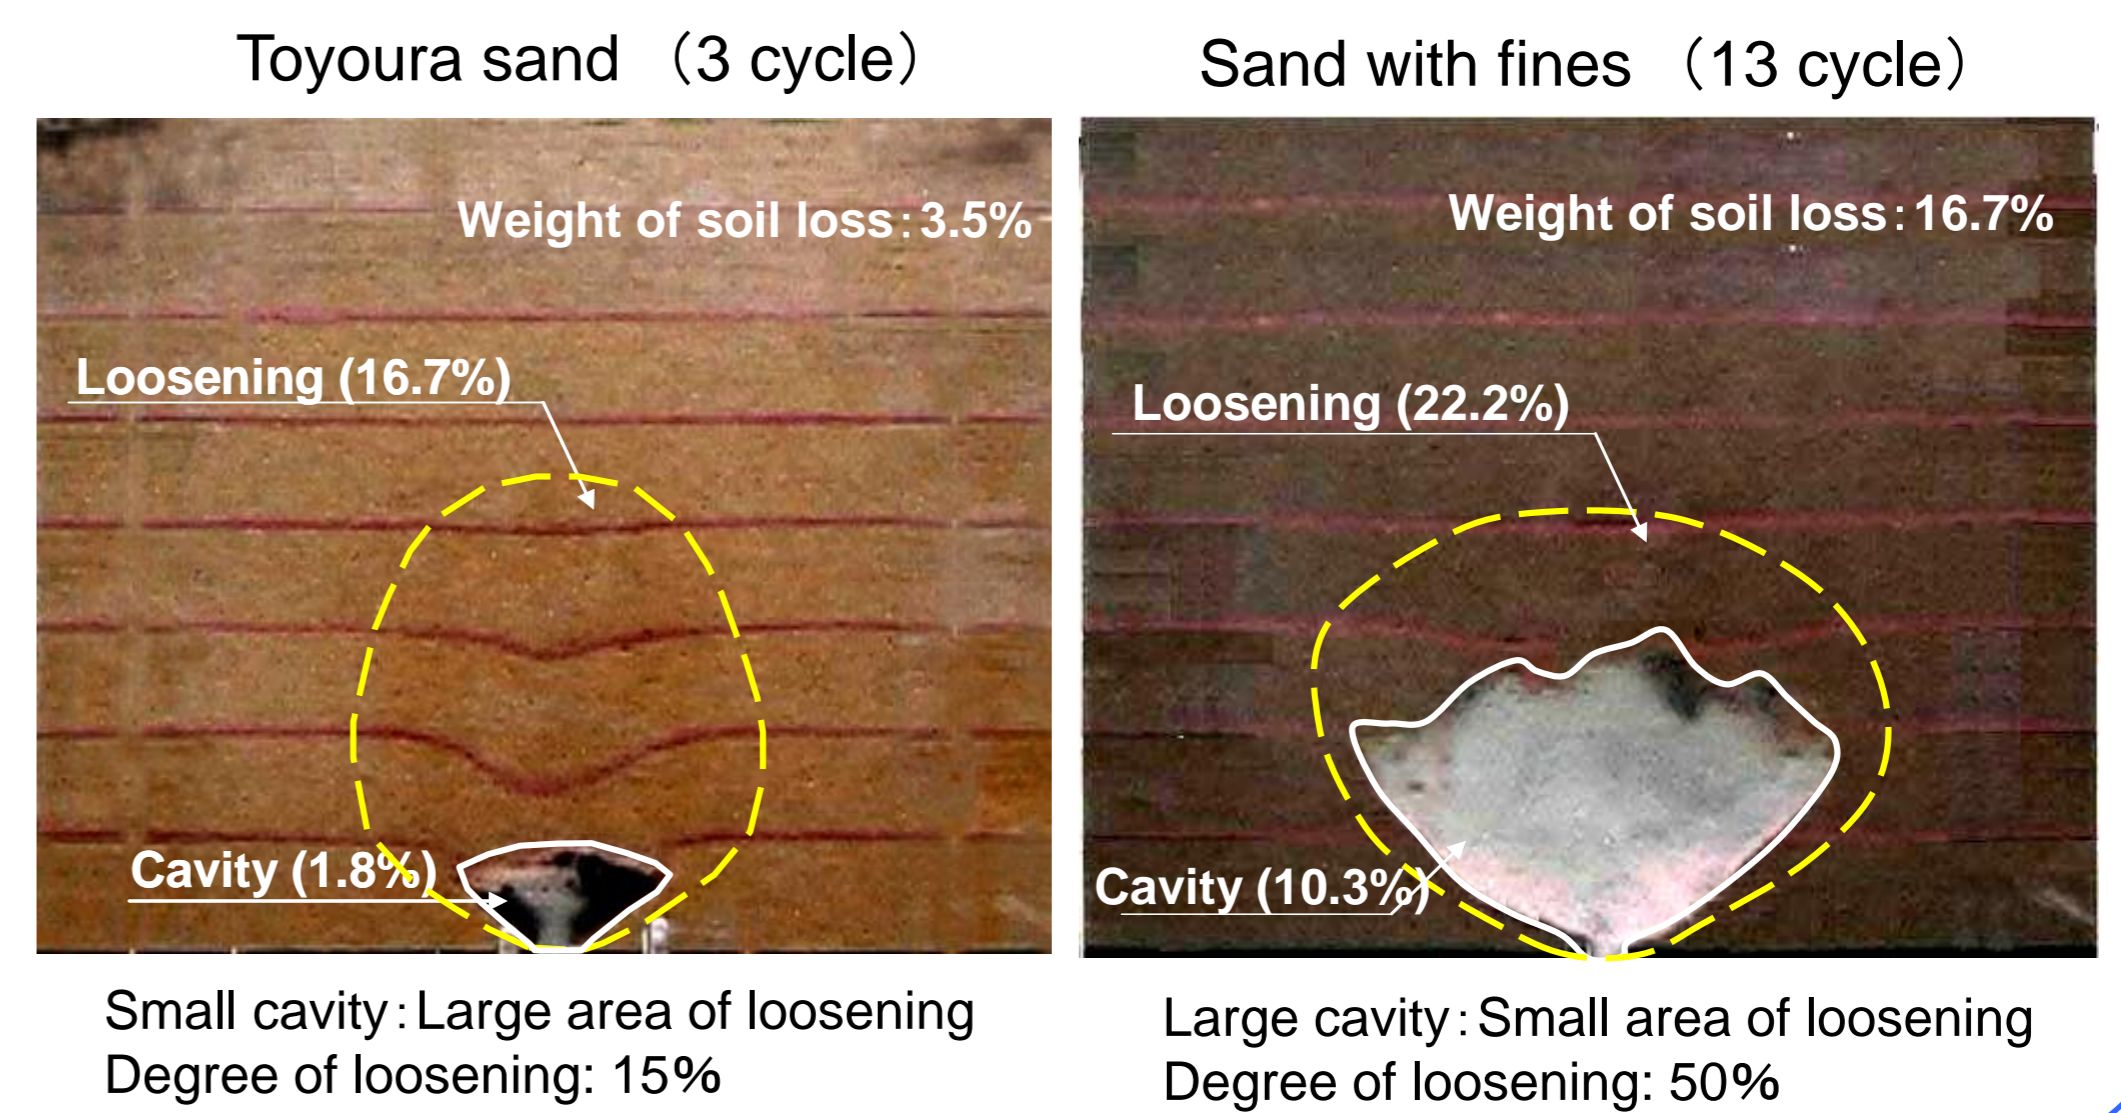 Toyoura sand （3 cycle）
Weight of soil loss：3.5%
Loosening (16.7%)
Cavity (1.8%)
Small cavity：Large area of loosening
Degree of loosening: 15%
Sand with fines （13 cycle）
Weight of soil loss：16.7%
Loosening (22.2%)
Cavity (10.3%)
Large cavity：Small area of loosening
Degree of loosening: 50%